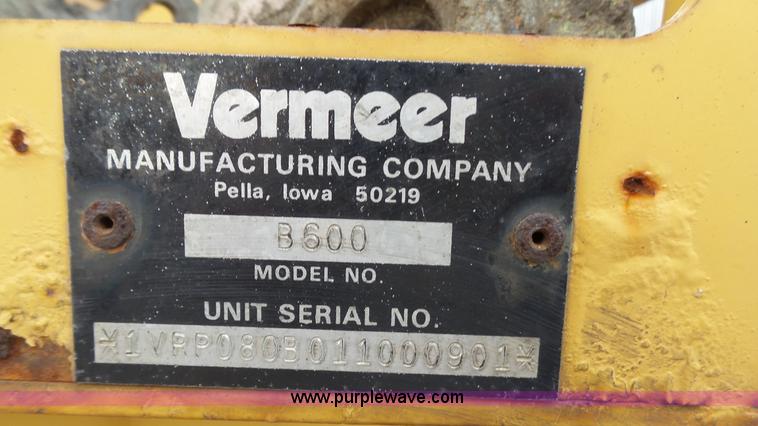 Vermeer
MANUFACTURING COMPANY
Pella, Iowa 50219
B600
MODEL NO.
UNIT SERIAL NO.
*1VRP080B011000901*
www.purplewave.com